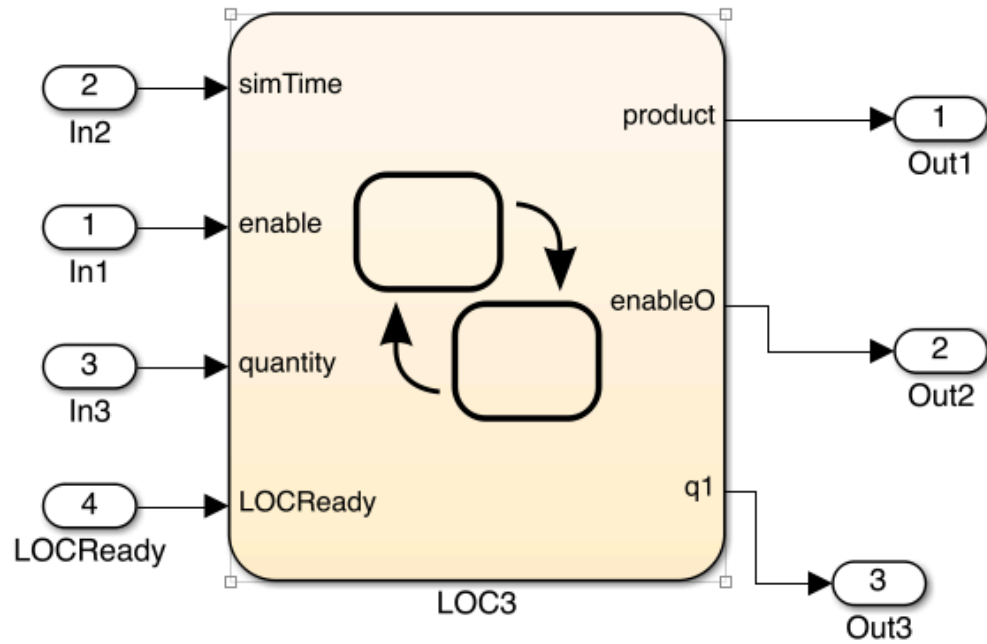 2
In2
simTime
1
In1
enable
3
In3
quantity
4
LOCReady
LOCReady
product
1
Out1
enableO
2
Out2
q1
3
Out3
LOC3